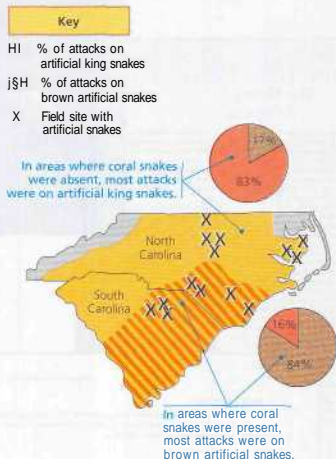 Key
HI % of attacks on
artificial king snakes
j§H % of attacks on
brown artificial snakes
X Field site with
artificial snakes
17%
In areas where coral snakes
were absent, most attacks
were on artificial king snakes.
83%
X
X X
X
X
X
X
North
Carolina
South
Carolina
X
X
X
X
X
X
X
16%
84%
In areas where coral
snakes were present,
most attacks were on
brown artificial snakes.